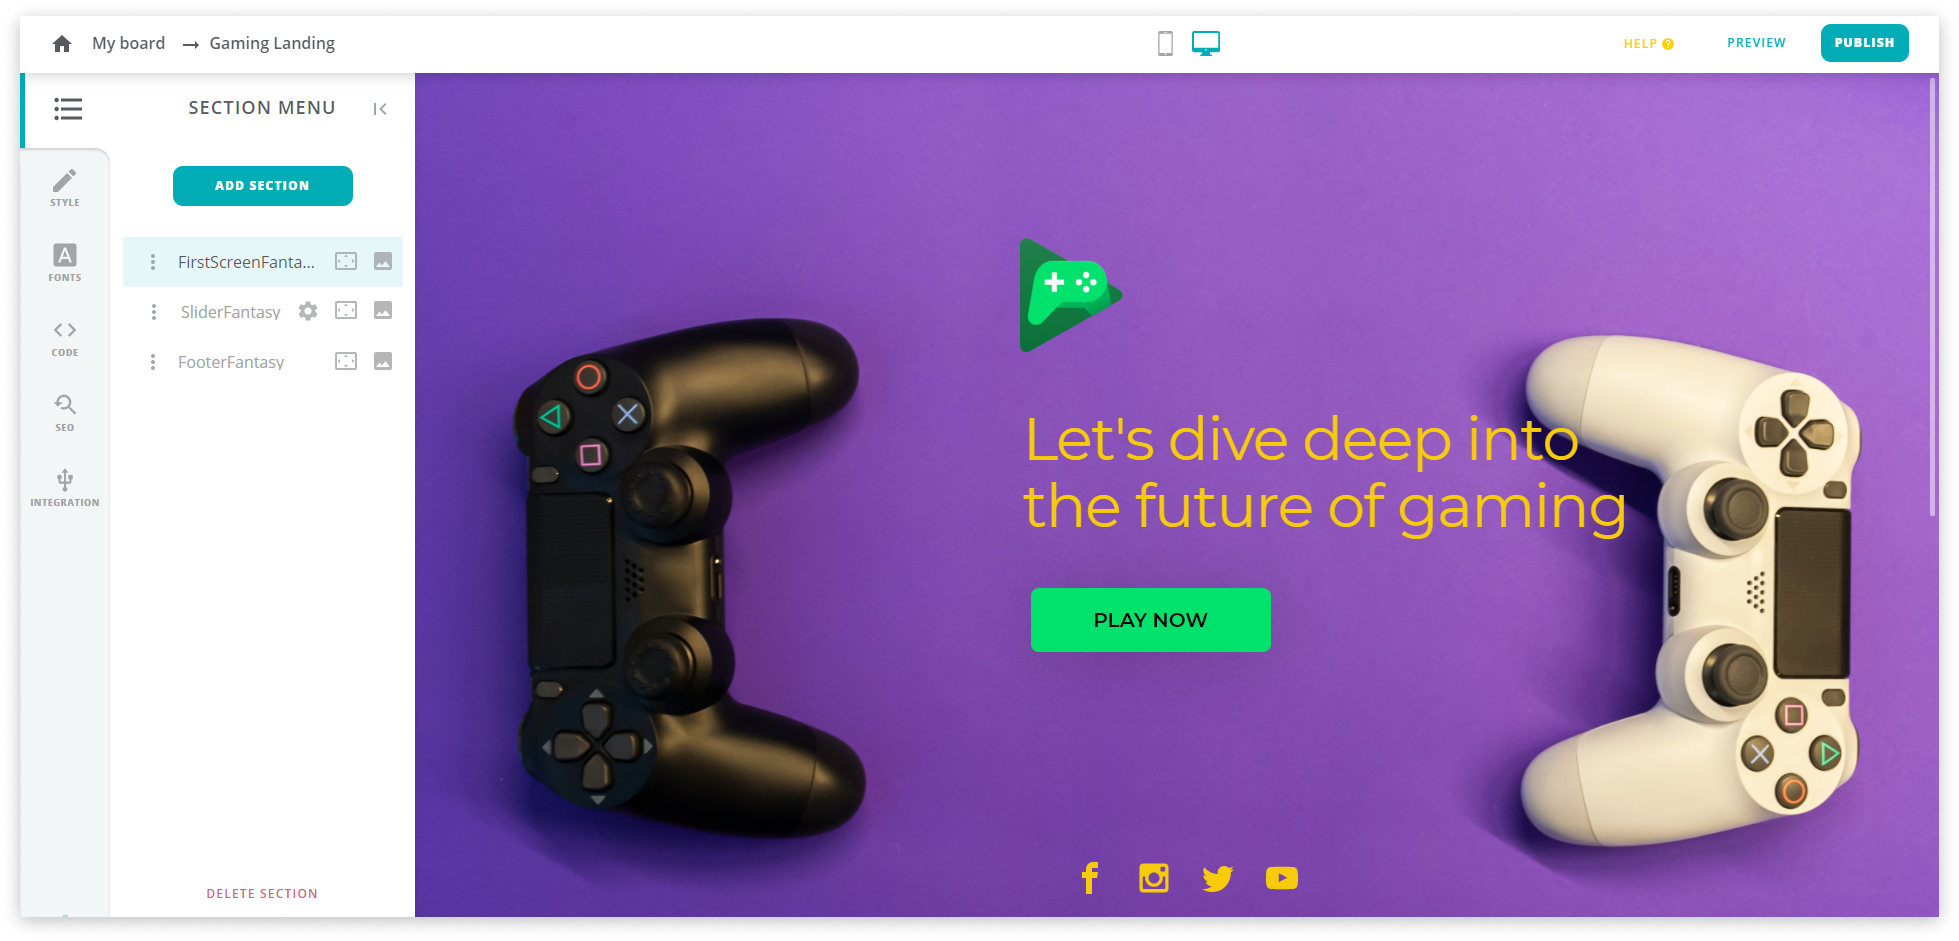 My board → Gaming Landing
HELP ?
PREVIEW
PUBLISH
SECTION MENU
ADD SECTION
STYLE
FONTS
CODE
SEO
INTEGRATION
FirstScreenFanta...
SliderFantasy
FooterFantasy
DELETE SECTION
Let's dive deep into
the future of gaming
PLAY NOW